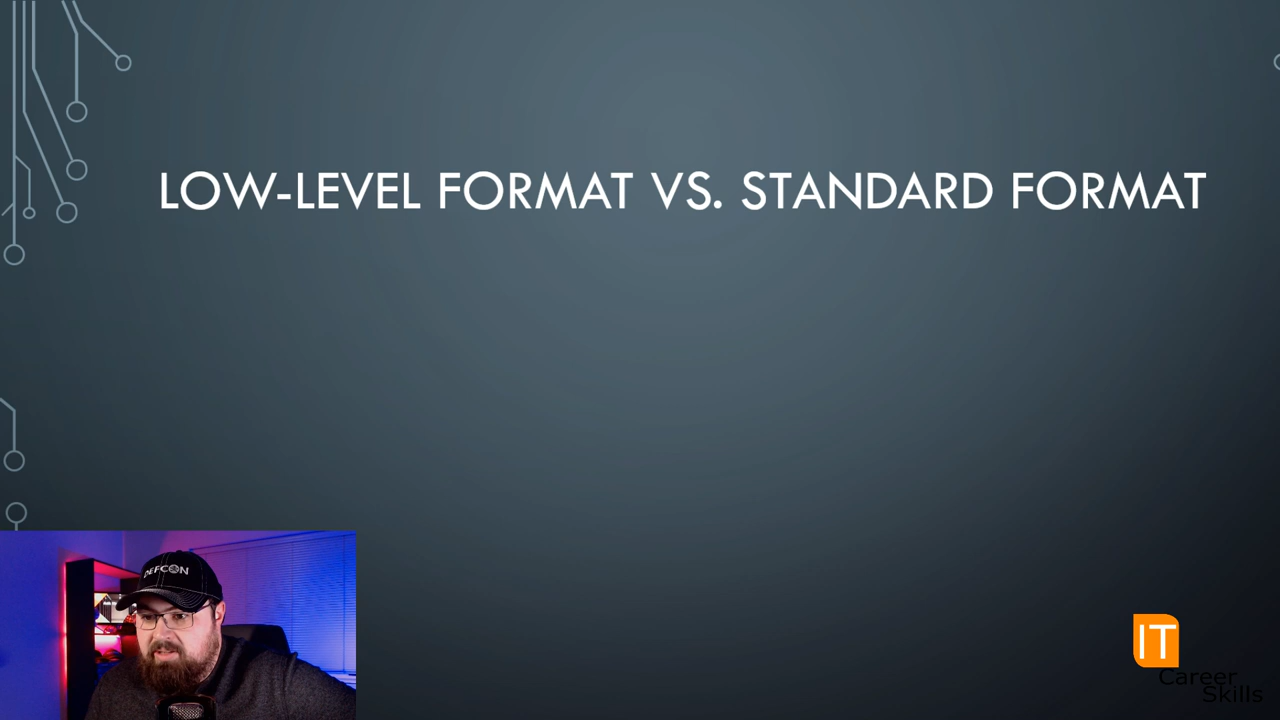 LOW-LEVEL FORMAT VS. STANDARD FORMAT
DEFCON
IT
Career
Skills